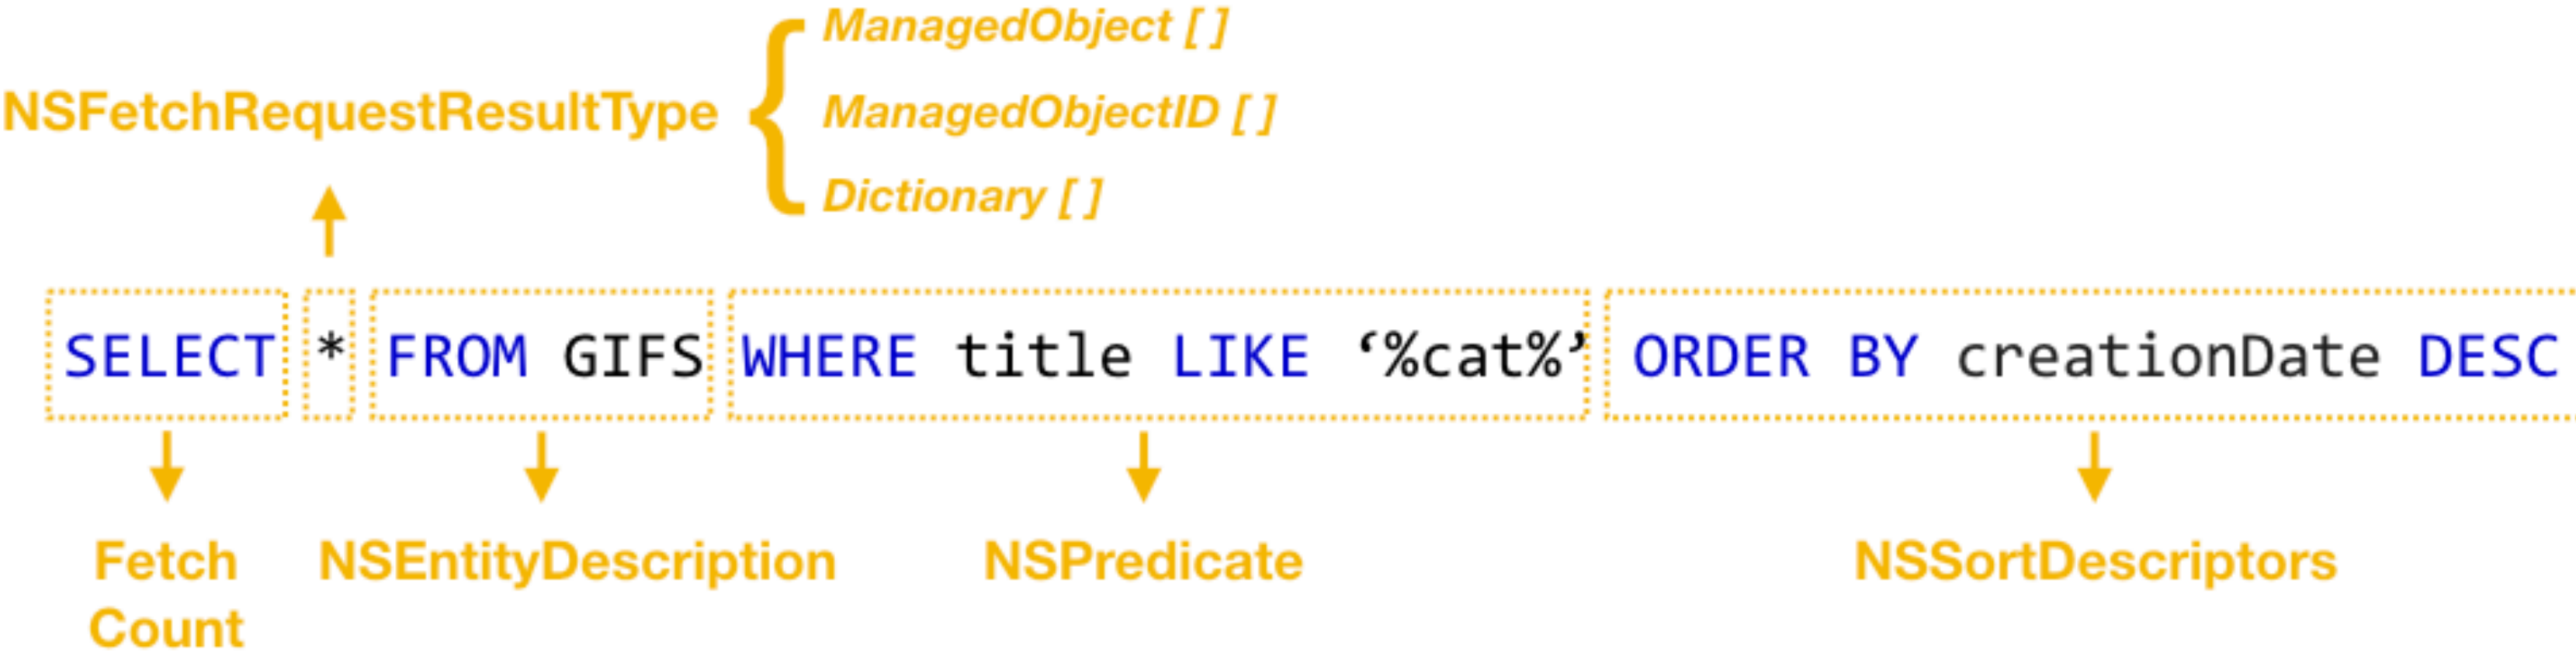 ManagedObject [ ]
NSFetchRequestResultType
ManagedObjectID [ ]
Dictionary [ ]
SELECT * FROM GIFS WHERE title LIKE ‘%cat%’ ORDER BY creationDate DESC
Fetch
Count
NSEntityDescription
NSPredicate
NSSortDescriptors